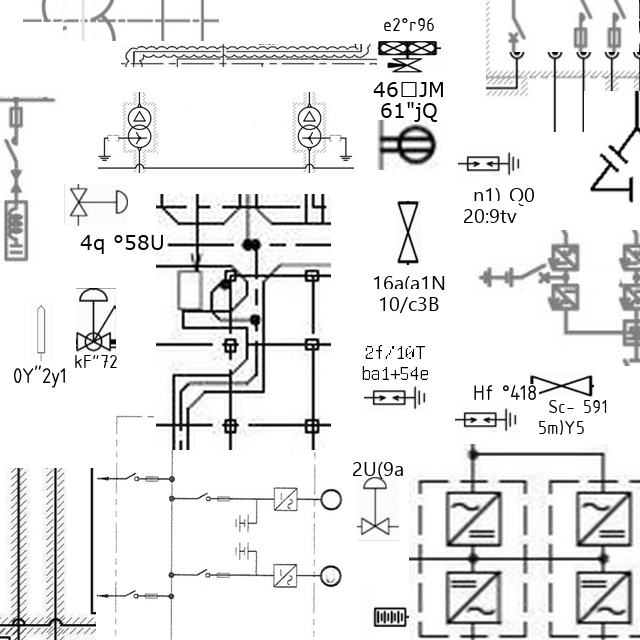 e2°r96
46□JM
61"jQ
n1) Q0
20:9tv
4q °58U
16a(a1N
10/c3B
kF"72
0Y"2y1
2f/10T
ba1+54e
Hf °418
Sc- 591
5m)Y5
2U(9a